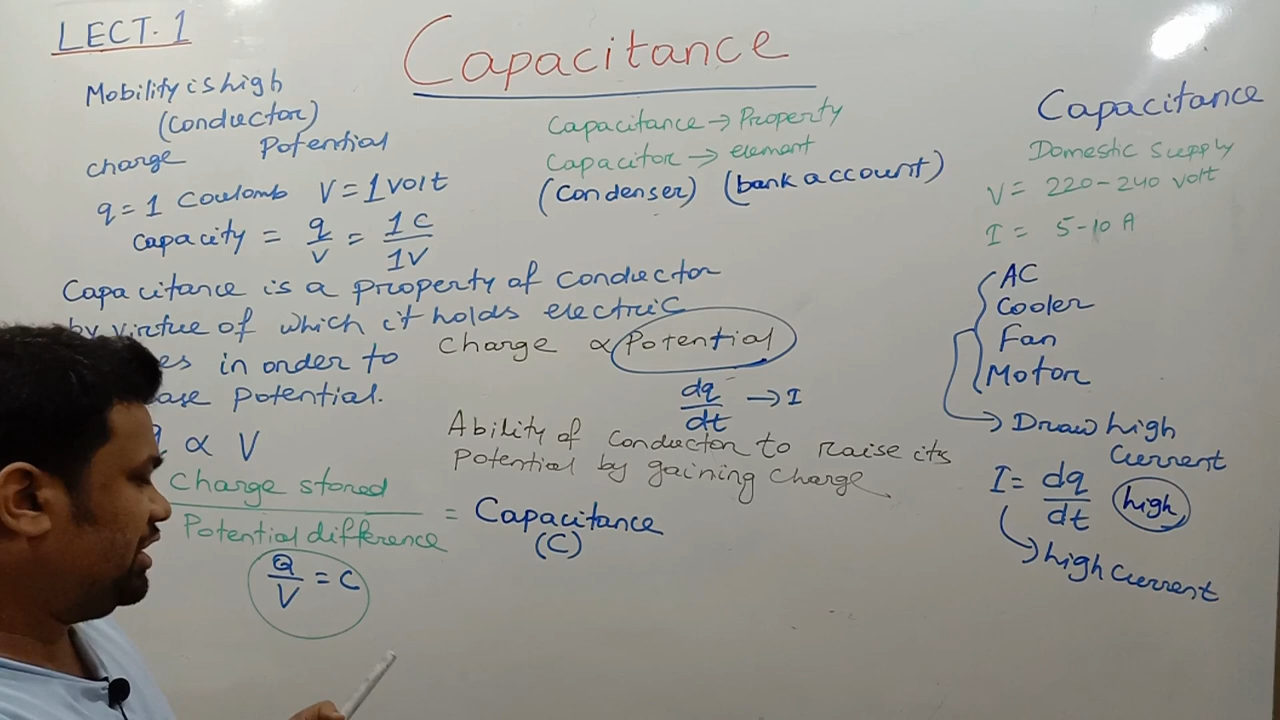 LECT. 1
Capacitance
Mobility is high
(conductor)
charge Potential
q = 1 Coulomb V = 1 volt
Capacity = q/V = 1C/1V
Capacitance → Property
Capacitor → element
(Condenser) (bank account)
Capacitance is a property of conductor
by virtue of which it holds electric
in order to
Potential.
∝ V
Charge ∝ Potential
dq/dt → I
Ability of conductor to raise its
Potential by gaining charge.
Charge stored / Potential difference = Capacitance
(C)
Q/V = C
Capacitance
Domestic Supply
V = 220-240 volt
I = 5-10 A
AC
Cooler
Fan
Motor
→ Draw high
current
I = dq/dt (high)
→ high current